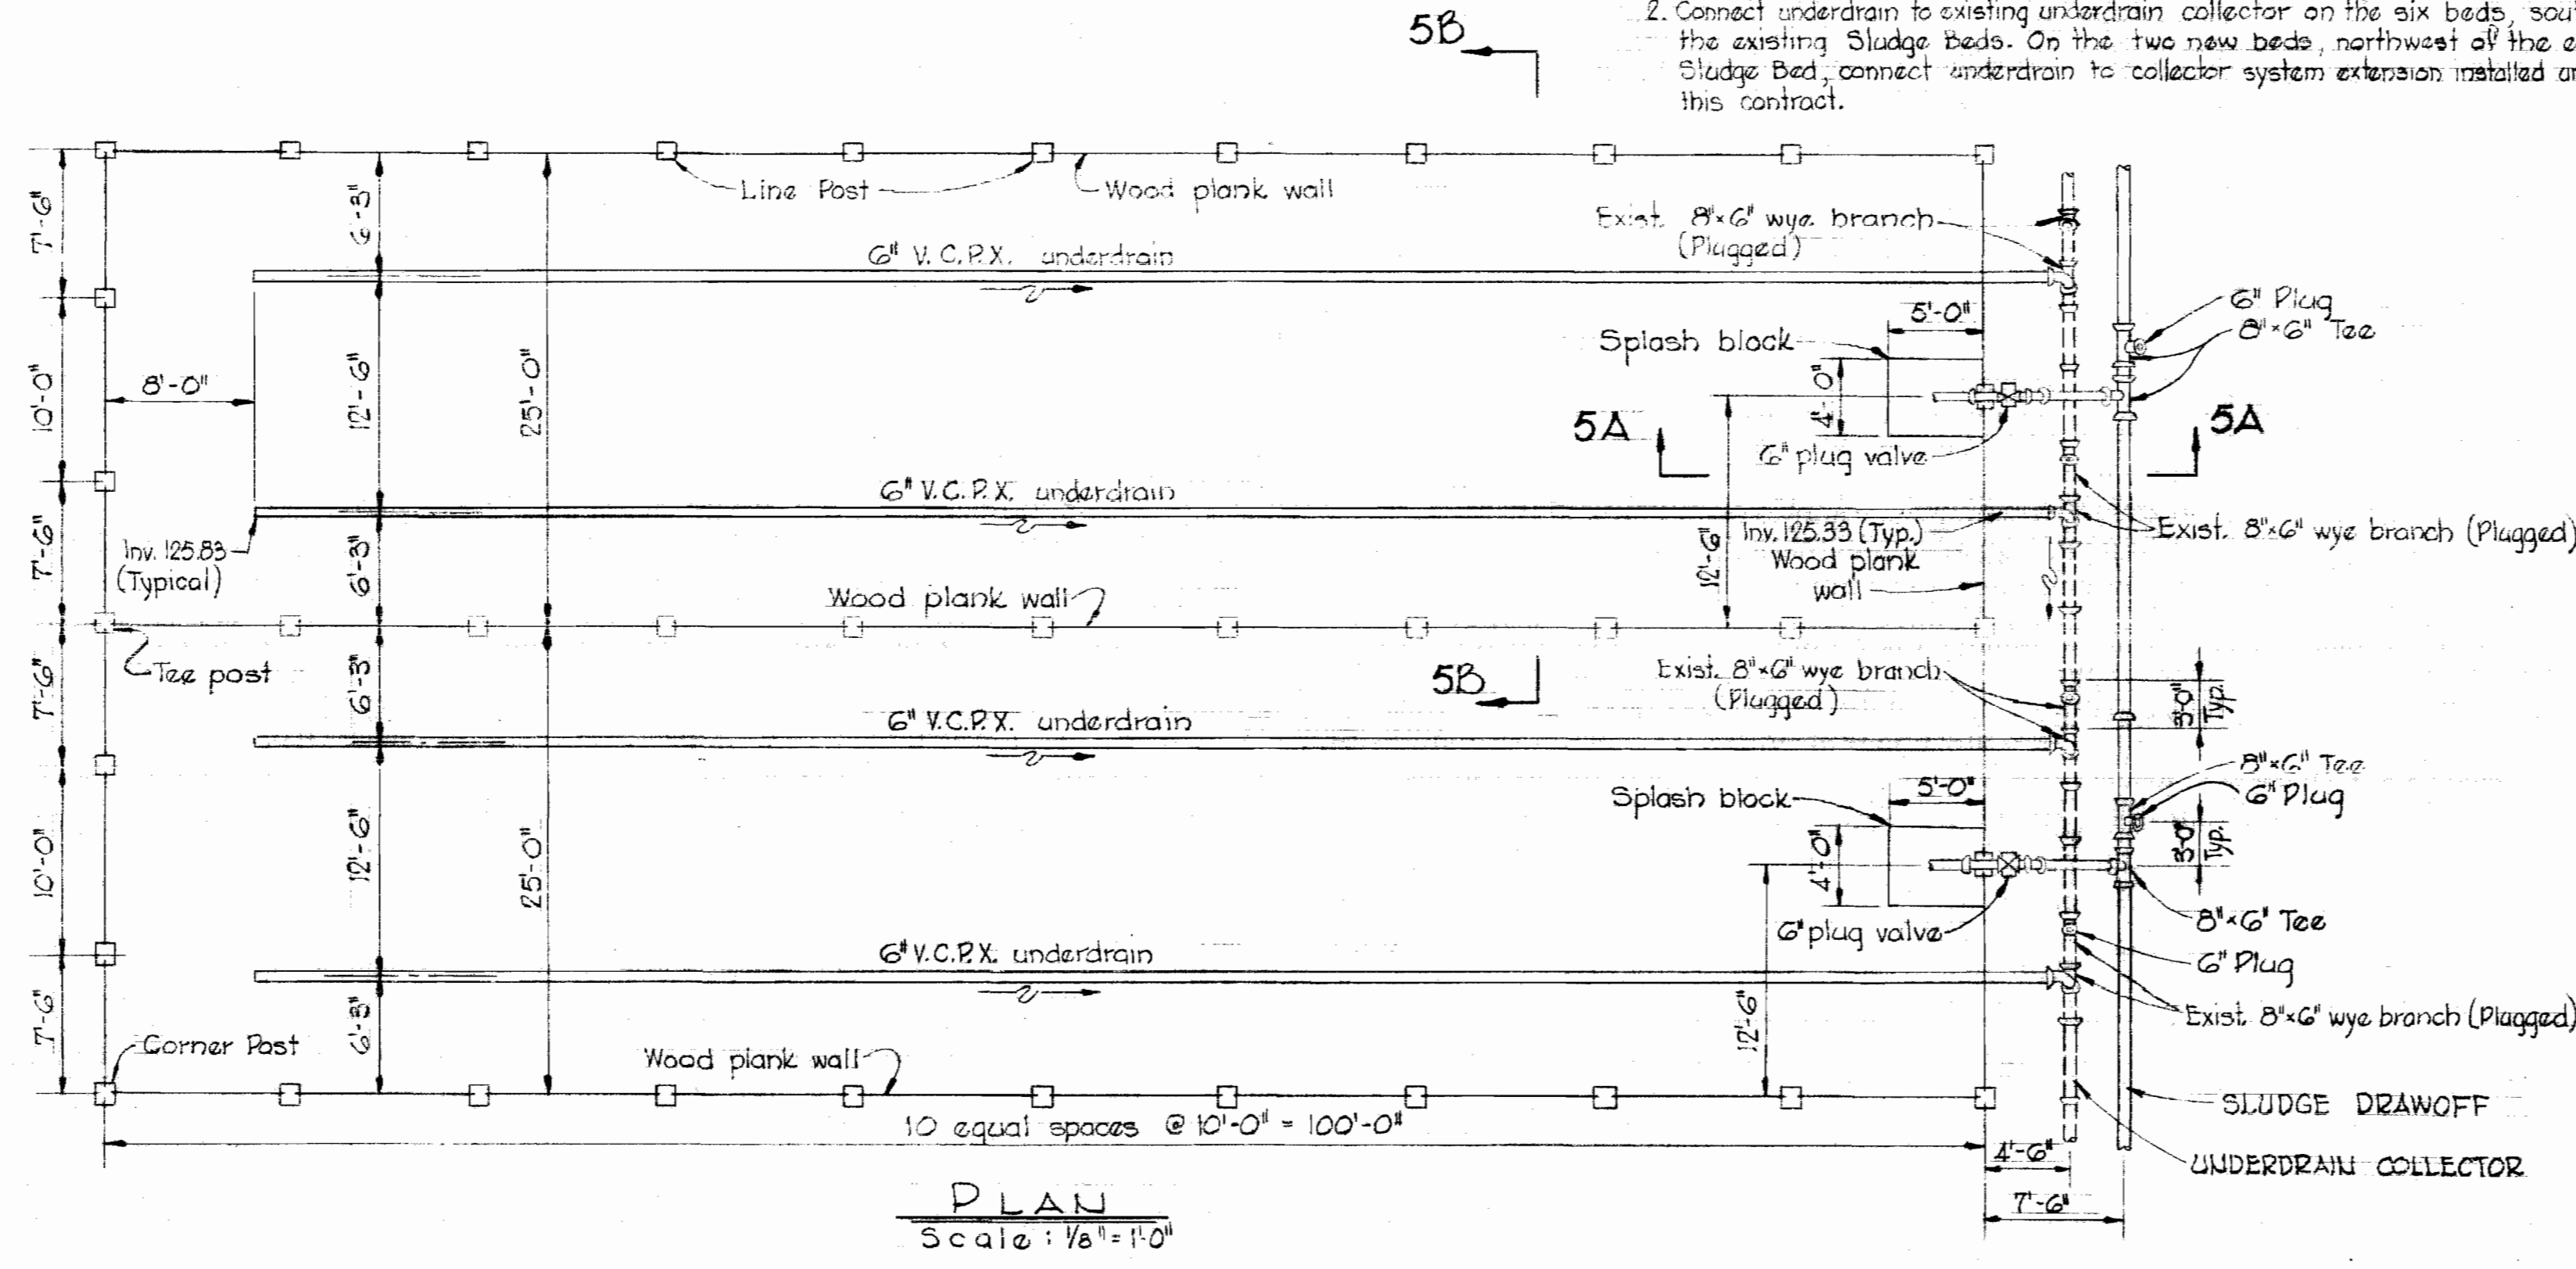 2. Connect underdrain to existing underdrain collector on the six beds,
the existing Sludge Beds. On the two new beds, northwest of the
Sludge Bed, connect underdrain to collector system extension installed
this contract.
5B
Line Post
Wood plank wall
7'-6"
6'-3"
Exist. 8"x6" wye branch
(Plugged)
6" V.C.P.X. underdrain
6" Plug
8"x6" Tee
5'-0"
Splash block
4'-0"
10'-0"
8'-0"
12'-6"
25'-0"
5A
5A
6" plug valve
6" V.C.P.X. underdrain
Inv. 125.33 (Typ.)
Exist. 8"x6" wye branch (Plugged)
Wood plank
wall
12'-6"
7'-6"
Inv. 125.83
(Typical)
6'-3"
Wood plank wall
Tee post
7'-6"
6'-3"
5B
Exist. 8"x6" wye branch
(Plugged)
3'-0"
Typ.
6" V.C.P.X. underdrain
8"x6" Tee
6" Plug
5'-0"
Splash block
4'-0"
3'-0"
Typ.
10'-0"
12'-6"
25'-0"
6" plug valve
8"x6" Tee
6" Plug
6" V.C.P.X. underdrain
Exist. 8"x6" wye branch (Plugged)
7'-6"
6'-3"
12'-6"
Corner Post
Wood plank wall
SLUDGE DRAWOFF
10 equal spaces @ 10'-0" = 100'-0"
4'-6"
UNDERDRAIN COLLECTOR
7'-6"
PLAN
Scale: 1/8" = 1'-0"